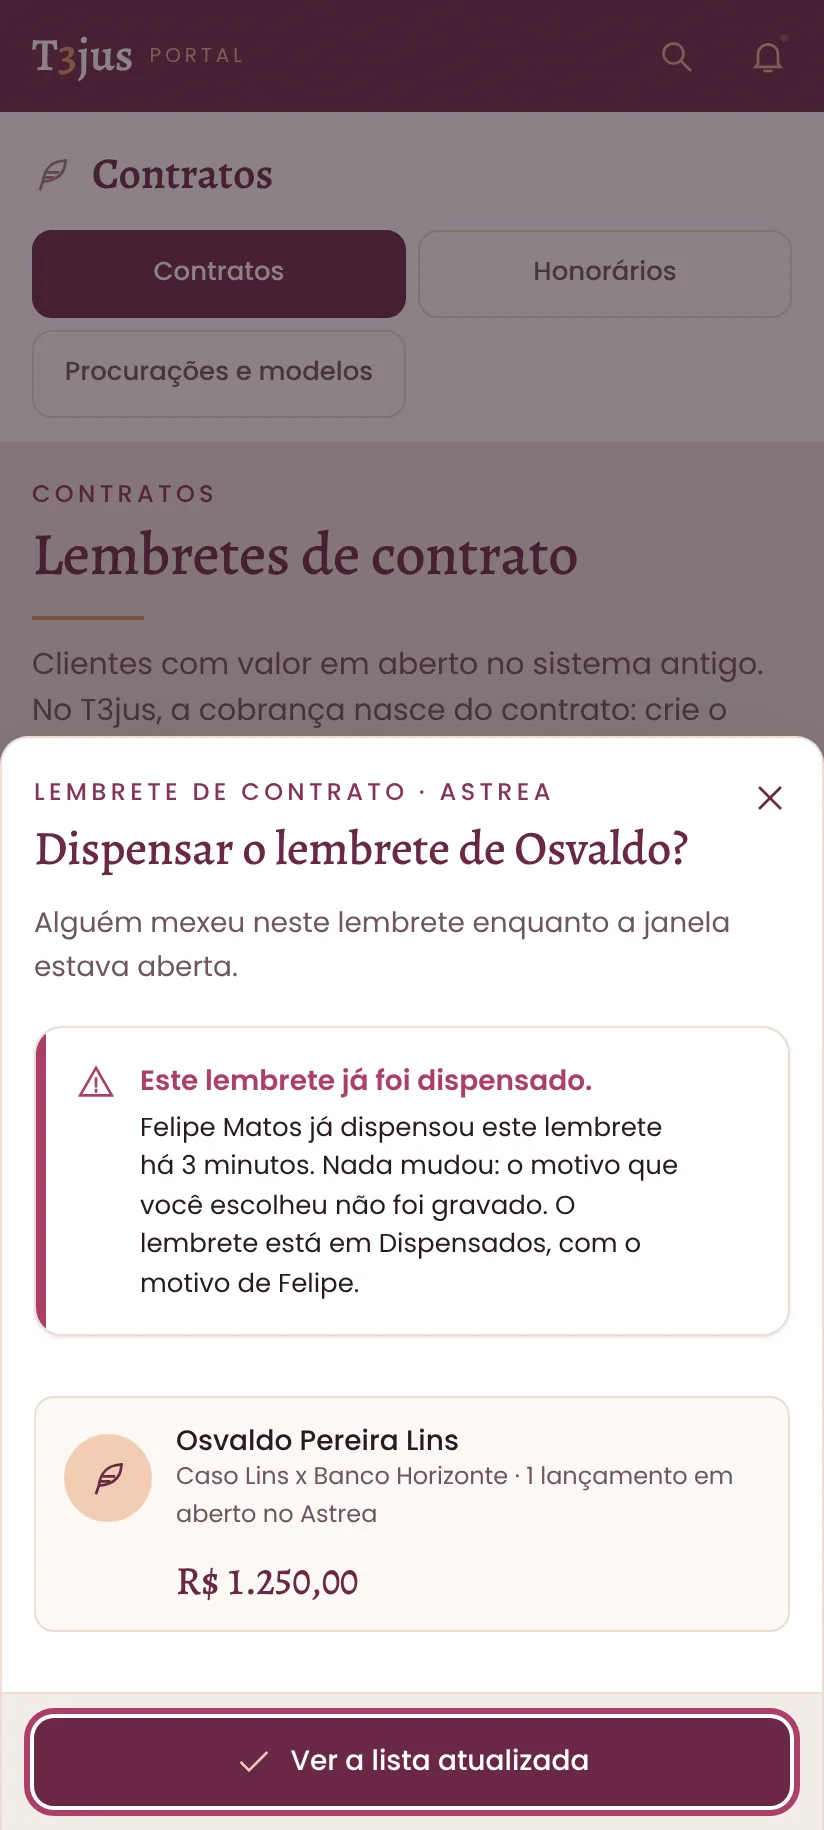 T3jus PORTAL
Contratos
Contratos
Honorários
Procurações e modelos
CONTRATOS
Lembretes de contrato
Clientes com valor em aberto no sistema antigo.
No T3jus, a cobrança nasce do contrato: crie o
LEMBRETE DE CONTRATO · ASTREA
Dispensar o lembrete de Osvaldo?
Alguém mexeu neste lembrete enquanto a janela
estava aberta.
Este lembrete já foi dispensado.
Felipe Matos já dispensou este lembrete
há 3 minutos. Nada mudou: o motivo que
você escolheu não foi gravado. O
lembrete está em Dispensados, com o
motivo de Felipe.
Osvaldo Pereira Lins
Caso Lins x Banco Horizonte · 1 lançamento em
aberto no Astrea
R$ 1.250,00
Ver a lista atualizada